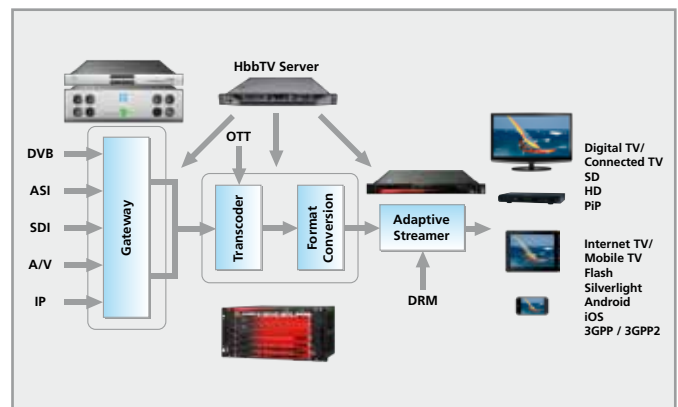 HbbTV Server
OTT
DVB
ASI
SDI
A/V
IP
Gateway
Transcoder
Format
Conversion
Adaptive
Streamer
DRM
Digital TV/
Connected TV
SD
HD
PiP
Internet TV/
Mobile TV
Flash
Silverlight
Android
iOS
3GPP / 3GPP2